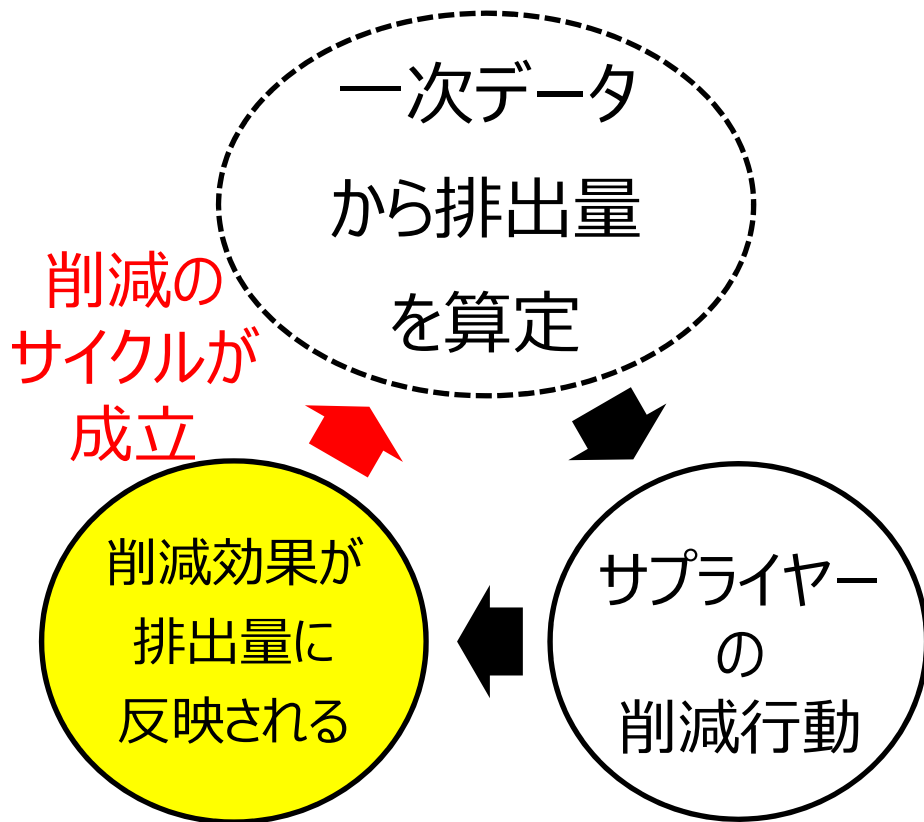 一次データ
から排出量
を算定
削減の
サイクルが
成立
削減効果が
排出量に
反映される
サプライヤー
の
削減行動